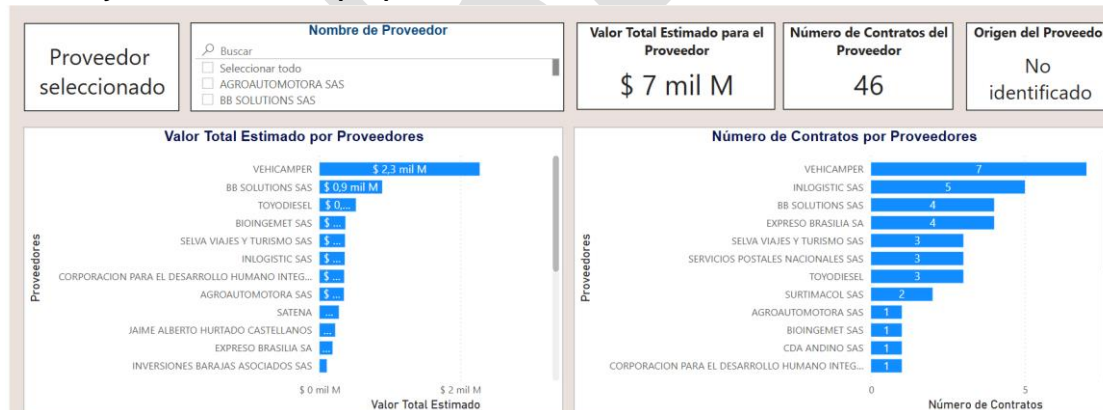 Proveedor
seleccionado
Nombre de Proveedor
Buscar
Seleccionar todo
AGROAUTOMOTORA SAS
BB SOLUTIONS SAS
Valor Total Estimado para el
Proveedor
$ 7 mil M
Número de Contratos del
Proveedor
46
Origen del Proveedo
No
identificado
Valor Total Estimado por Proveedores
Proveedores
VEHICAMPER $ 2,3 mil M
BB SOLUTIONS SAS $ 0,9 mil M
TOYODIESEL $ 0,...
BIOINGEMET SAS $ ...
SELVA VIAJES Y TURISMO SAS $ ...
INLOGISTIC SAS $ ...
CORPORACION PARA EL DESARROLLO HUMANO INTEG... $ ...
AGROAUTOMOTORA SAS $ ...
SATENA ...
JAIME ALBERTO HURTADO CASTELLANOS ...
EXPRESO BRASILIA SA ...
INVERSIONES BARAJAS ASOCIADOS SAS
$ 0 mil M $ 2 mil M
Valor Total Estimado
Número de Contratos por Proveedores
Proveedores
VEHICAMPER 7
INLOGISTIC SAS 5
BB SOLUTIONS SAS 4
EXPRESO BRASILIA SA 4
SELVA VIAJES Y TURISMO SAS 3
SERVICIOS POSTALES NACIONALES SAS 3
TOYODIESEL 3
SURTIMACOL SAS 2
AGROAUTOMOTORA SAS 1
BIOINGEMET SAS 1
CDA ANDINO SAS 1
CORPORACION PARA EL DESARROLLO HUMANO INTEG... 1
0 5
Número de Contratos